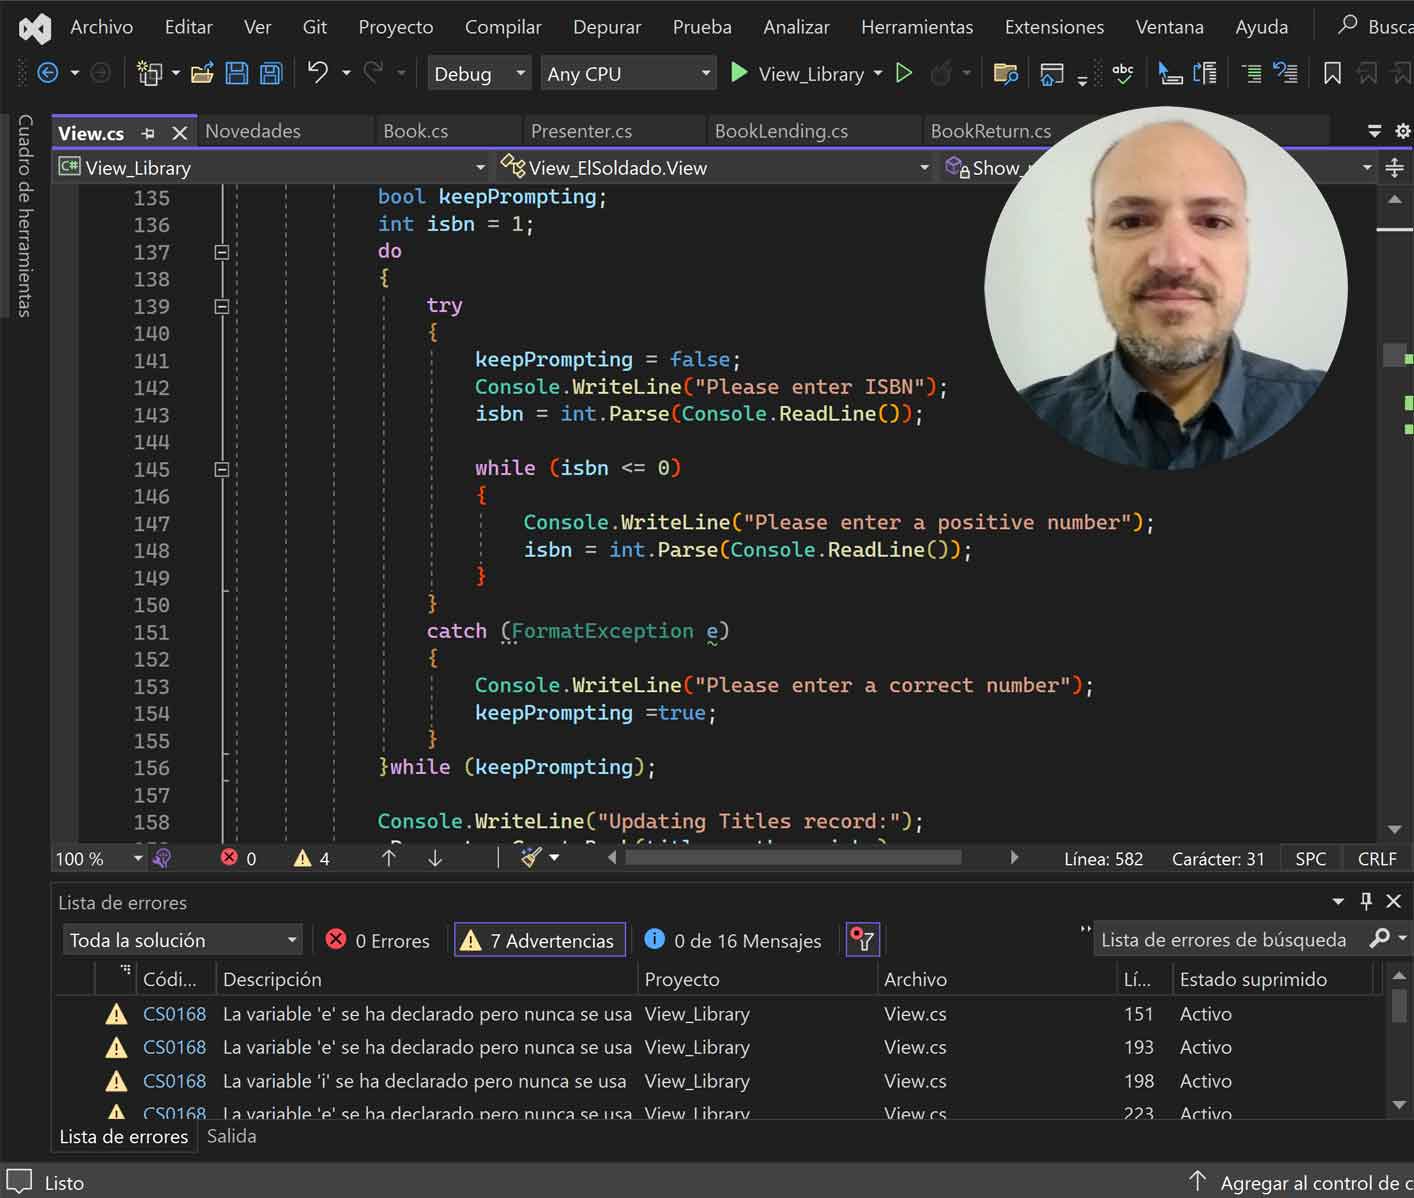 Archivo Editar Ver Git Proyecto Compilar Depurar Prueba Analizar Herramientas Extensiones Ventana Ayuda Busca
Debug Any CPU View_Library abc
Cuadro de herramientas
View.cs Novedades Book.cs Presenter.cs BookLending.cs BookReturn.cs
C# View_Library View_ElSoldado.View Show_
135 bool keepPrompting;
136 int isbn = 1;
137 do
138 {
139 try
140 {
141 keepPrompting = false;
142 Console.WriteLine("Please enter ISBN");
143 isbn = int.Parse(Console.ReadLine());
144
145 while (isbn <= 0)
146 {
147 Console.WriteLine("Please enter a positive number");
148 isbn = int.Parse(Console.ReadLine());
149 }
150 }
151 catch (FormatException e)
152 {
153 Console.WriteLine("Please enter a correct number");
154 keepPrompting =true;
155 }
156 }while (keepPrompting);
157
158 Console.WriteLine("Updating Titles record:");
100 % 0 4 Línea: 582 Carácter: 31 SPC CRLF
Lista de errores
Toda la solución 0 Errores 7 Advertencias 0 de 16 Mensajes Lista de errores de búsqueda
Códi... Descripción Proyecto Archivo Lí... Estado suprimido
CS0168 La variable 'e' se ha declarado pero nunca se usa View_Library View.cs 151 Activo
CS0168 La variable 'e' se ha declarado pero nunca se usa View_Library View.cs 193 Activo
CS0168 La variable 'i' se ha declarado pero nunca se usa View_Library View.cs 198 Activo
CS0168 La variable 'e' se ha declarado pero nunca se usa View_Library View.cs 223 Activo
Lista de errores Salida
Listo Agregar al control de c